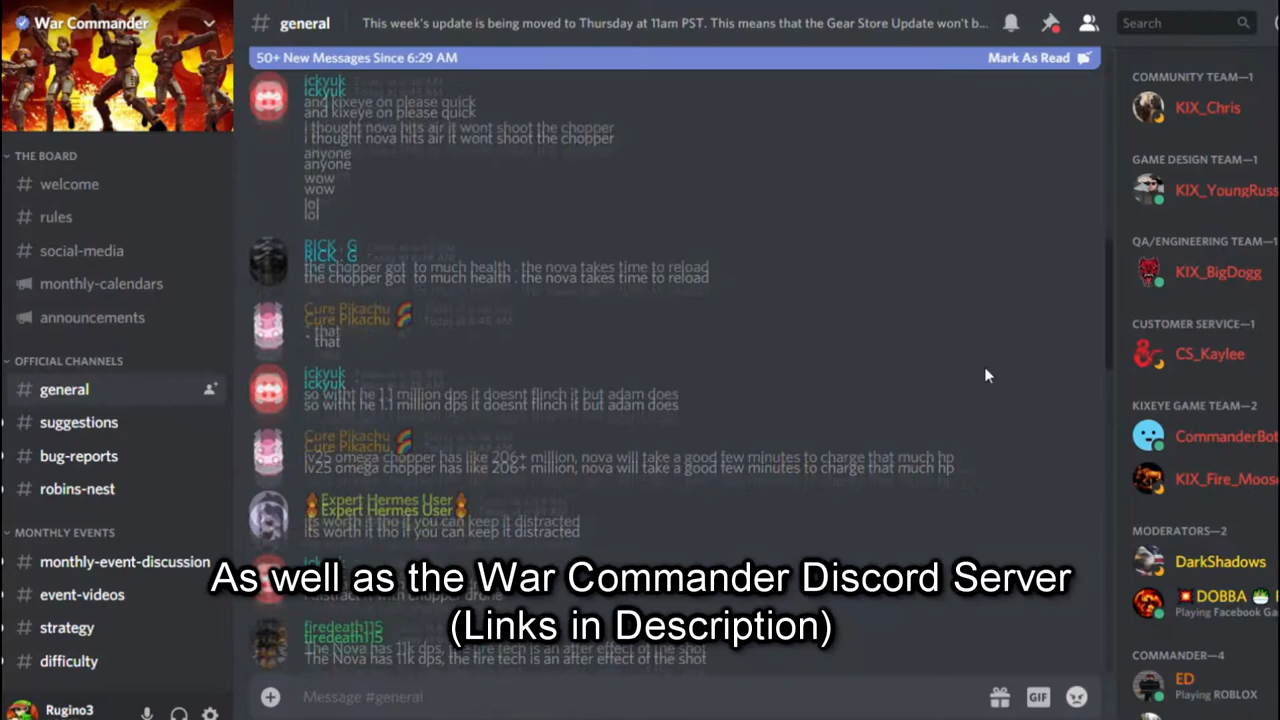 War Commander
THE BOARD
# welcome
# rules
# social-media
monthly-calendars
announcements
OFFICIAL CHANNELS
# general
# suggestions
# bug-reports
# robins-nest
MONTHLY EVENTS
# monthly-event-discussion
# event-videos
# strategy
# difficulty
Rugino3
# general
This week's update is being moved to Thursday at 11am PST. This means that the Gear Store Update won't b...
Search
50+ New Messages Since 6:29 AM
Mark As Read
ickyuk
and kixeye on please quick
I thought nova hits air it wont shoot the chopper
anyone
wow
lol
RICK . G
the chopper got to much health . the nova takes time to reload
Cure Pikachu 🌈
* that
ickyuk
so witht he 1.1 million dps it doesnt flinch it but adam does
Cure Pikachu 🌈
lv25 omega chopper has like 206+ million, nova will take a good few minutes to charge that much hp
🔥Expert Hermes User🔥
its worth it tho if you can keep it distracted
firedeath115
The Nova has 11k dps, the fire tech is an after effect of the shot
As well as the War Commander Discord Server
(Links in Description)
Message #general
GIF
COMMUNITY TEAM—1
KIX_Chris
GAME DESIGN TEAM—1
KIX_YoungRuss
QA/ENGINEERING TEAM—1
KIX_BigDogg
CUSTOMER SERVICE—1
CS_Kaylee
KIXEYE GAME TEAM—2
CommanderBot
KIX_Fire_Moos
MODERATORS—2
DarkShadows
💥 DOBBA
Playing Facebook Ga
COMMANDER—4
ED
Playing ROBLOX